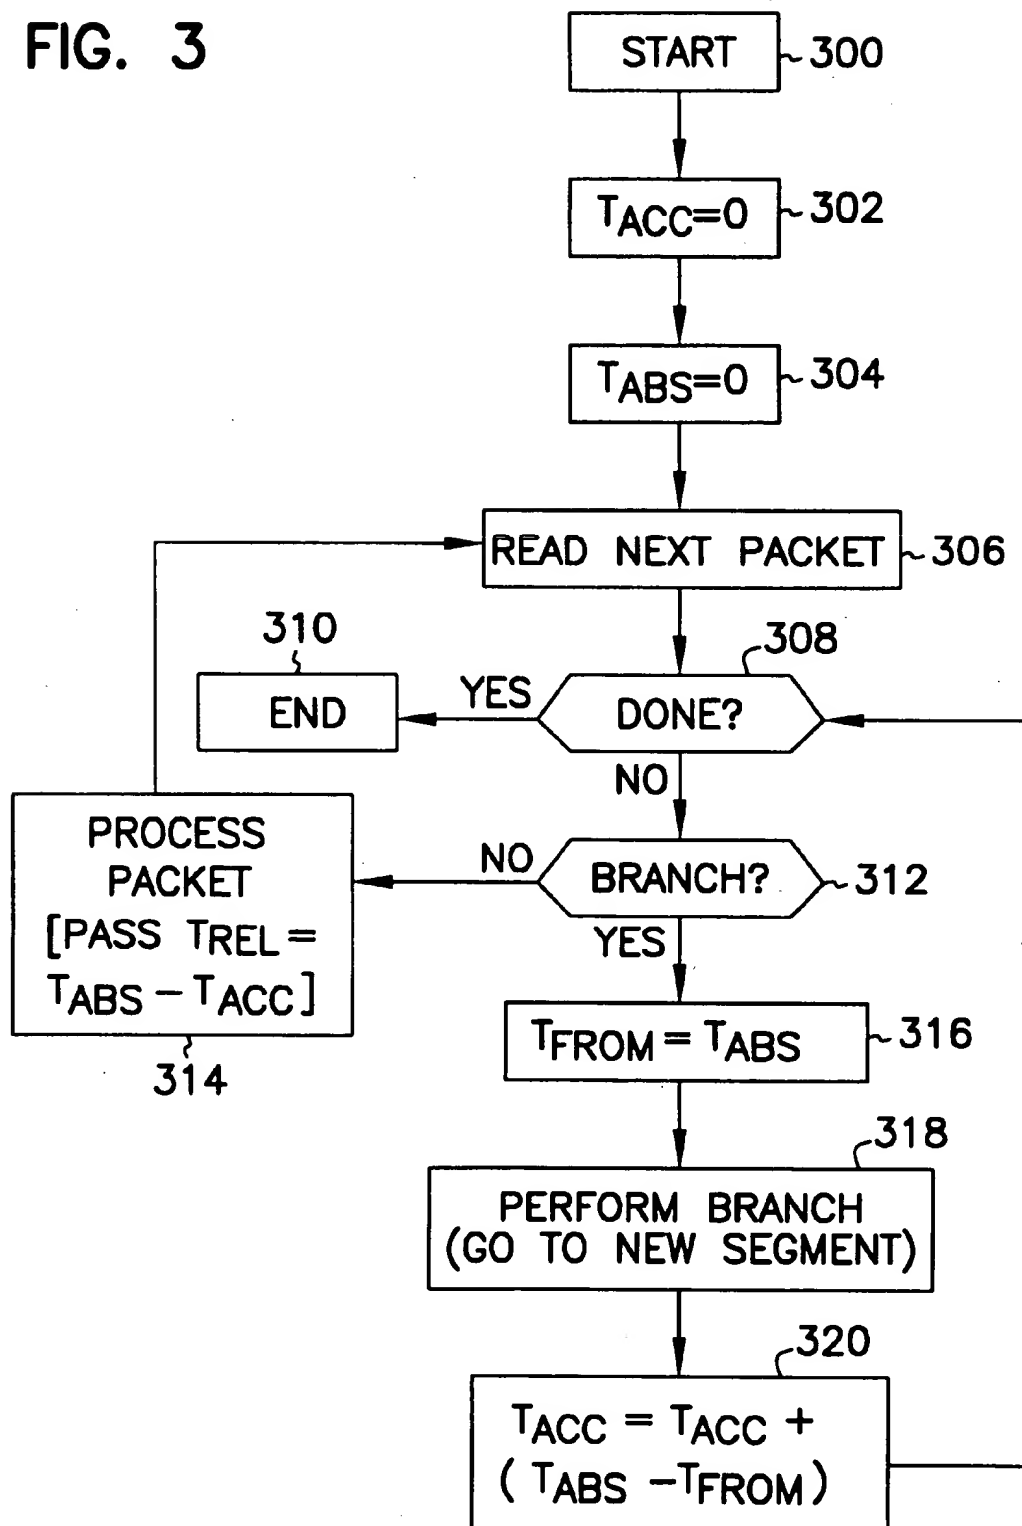 FIG. 3
START
300
TACC=0
302
TABS=0
304
READ NEXT PACKET
306
308
310
YES
END
DONE?
NO
PROCESS
PACKET
[PASS TREL=
TABS-TACC]
314
NO
BRANCH?
312
YES
TFROM=TABS
316
318
PERFORM BRANCH
(GO TO NEW SEGMENT)
320
TACC = TACC +
(TABS -TFROM)